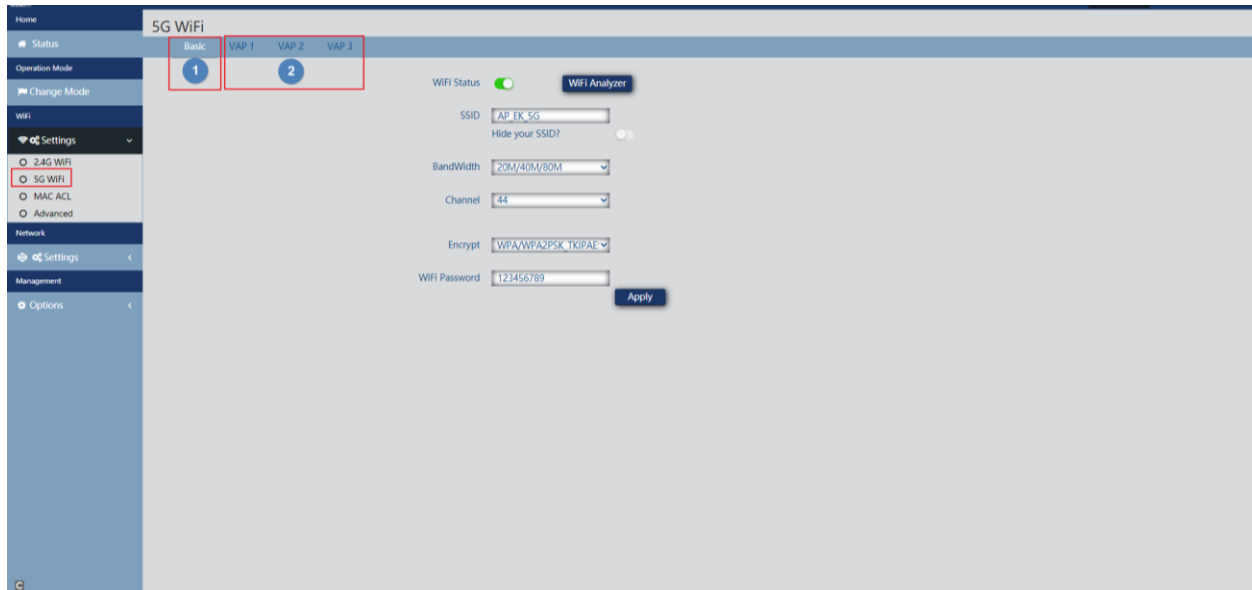 Home
Status
Operation Mode
Change Mode
WiFi
Settings
2.4G WiFi
5G WiFi
MAC ACL
Advanced
Network
Settings
Management
Options
5G WiFi
Basic VAP 1 VAP 2 VAP 3
1 2
WiFi Status WiFi Analyzer
SSID AP_EK_5G
Hide your SSID?
BandWidth 20M/40M/80M
Channel 44
Encrypt WPA/WPA2PSK_TKIPAE
WiFi Password 123456789
Apply